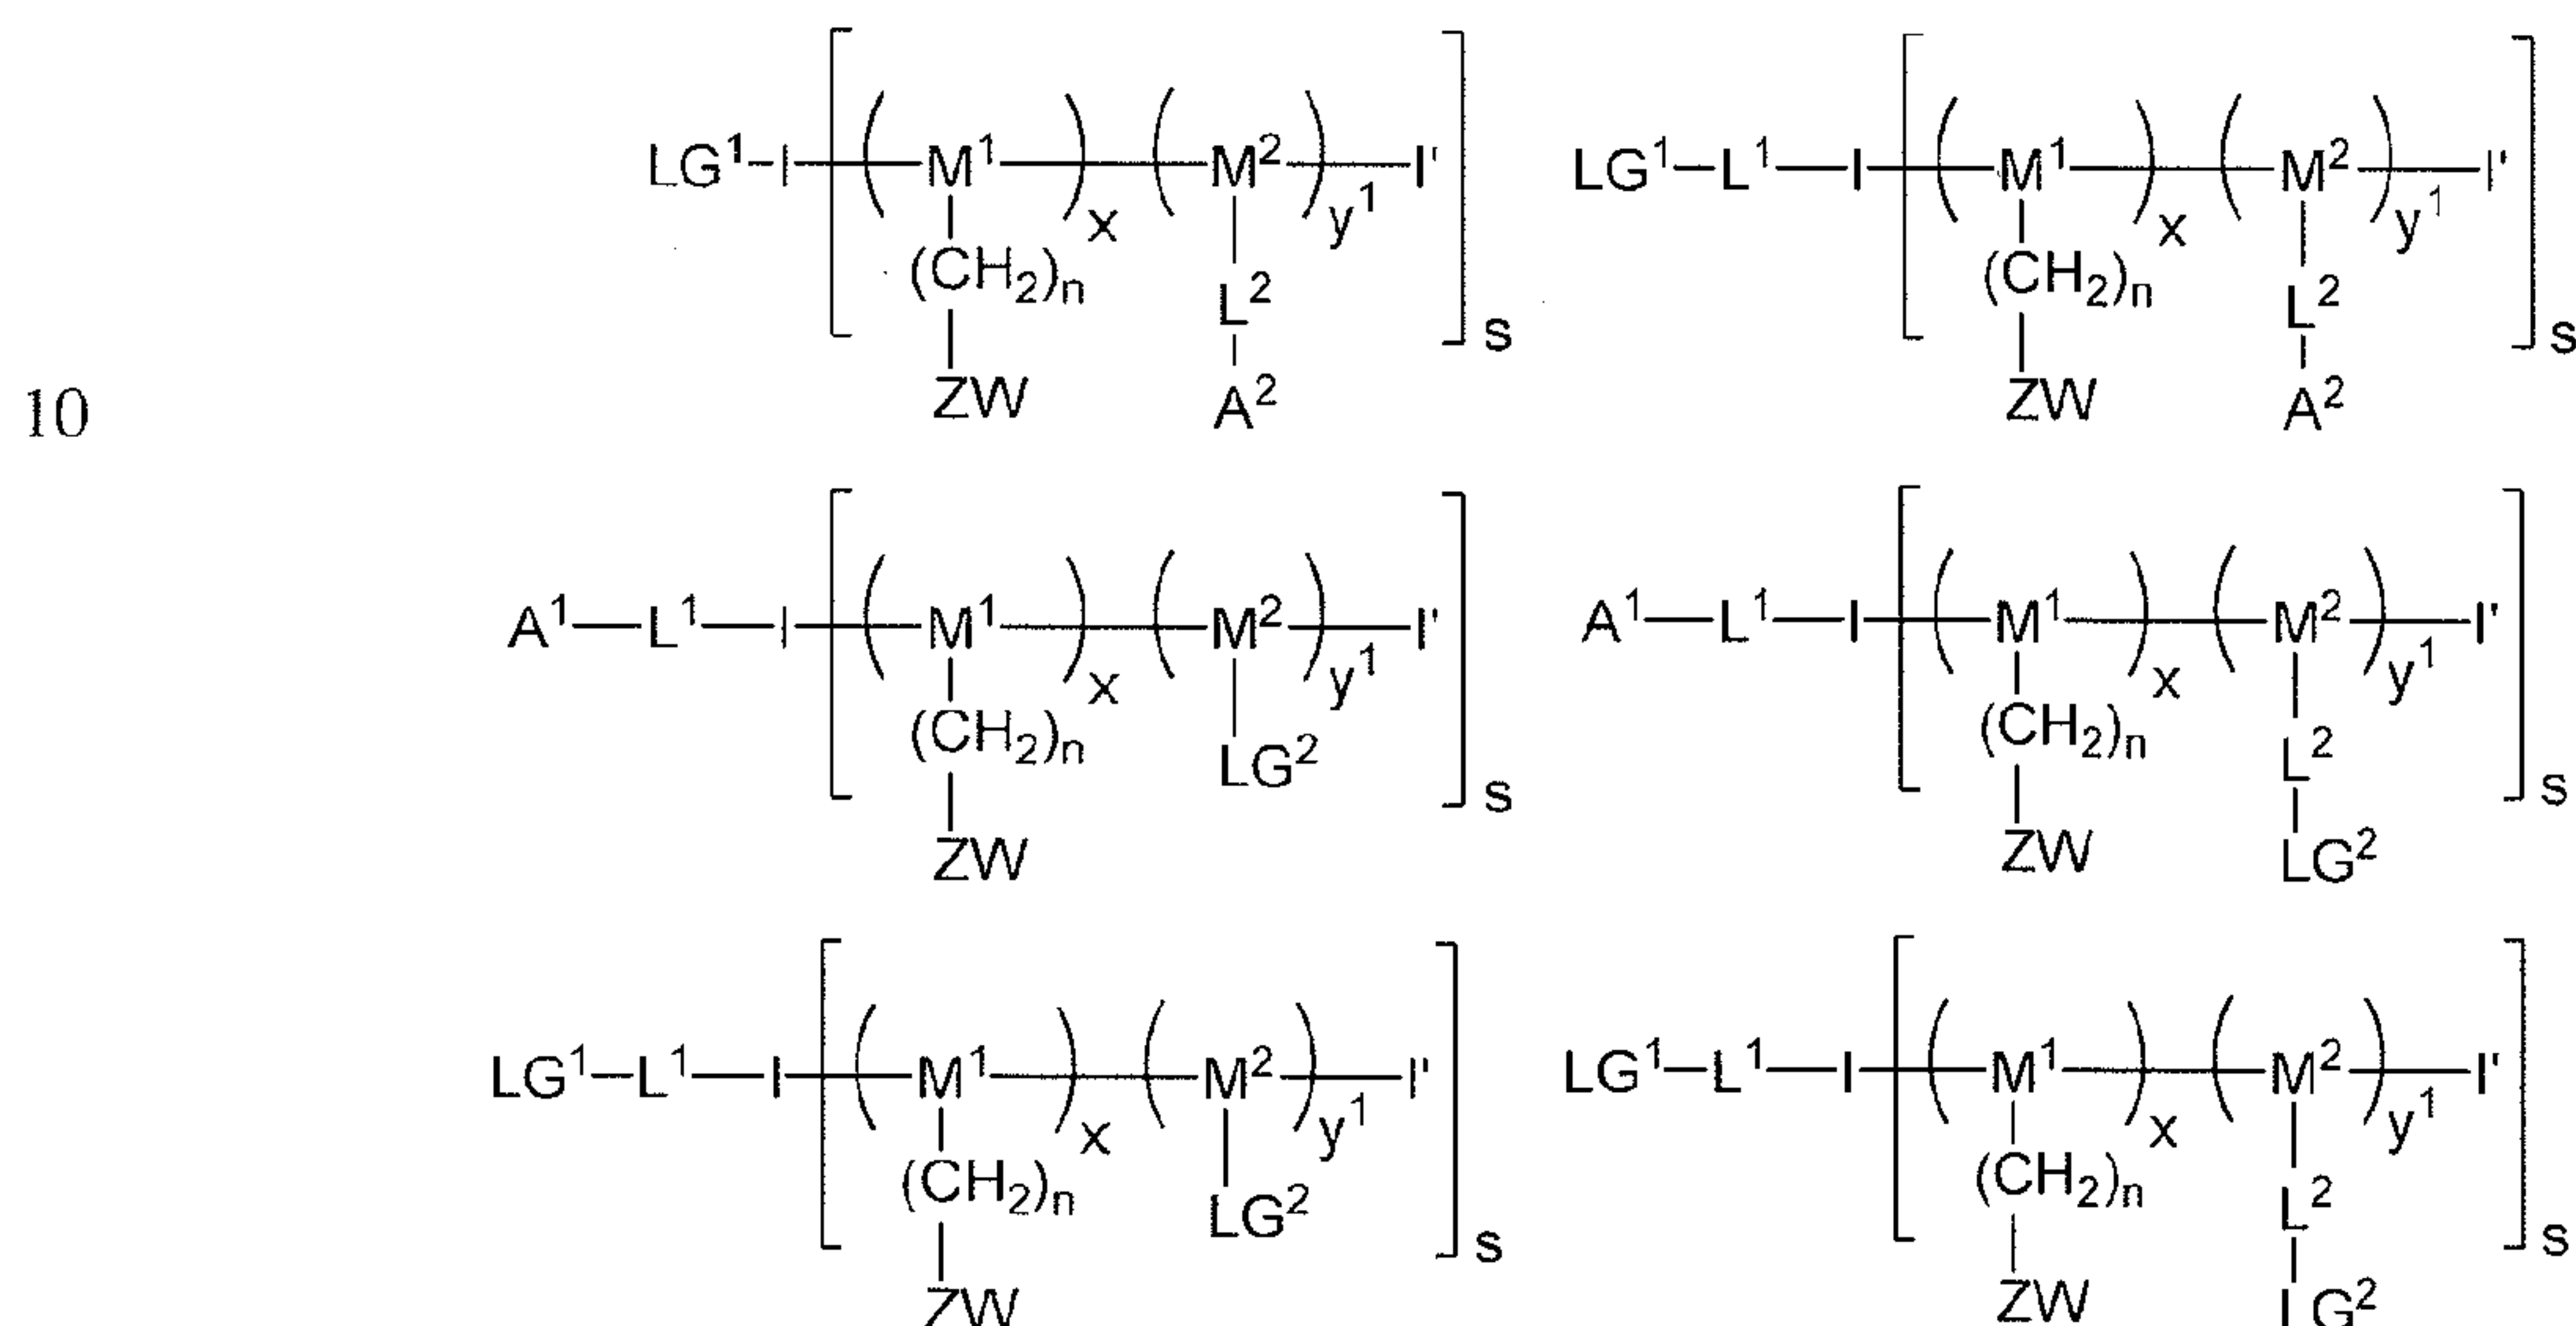 LG¹-I-[-(-M¹-)x-(-M²-)y¹-I']s LG¹-L¹-I-[-(-M¹-)x-(-M²-)y¹-I']s
(CH₂)n L² (CH₂)n L²
ZW A² ZW A²
10
A¹-L¹-I-[-(-M¹-)x-(-M²-)y¹-I']s A¹-L¹-I-[-(-M¹-)x-(-M²-)y¹-I']s
(CH₂)n LG² (CH₂)n L²
ZW ZW LG²
LG¹-L¹-I-[-(-M¹-)x-(-M²-)y¹-I']s LG¹-L¹-I-[-(-M¹-)x-(-M²-)y¹-I']s
(CH₂)n LG² (CH₂)n L²
ZW ZW LG²